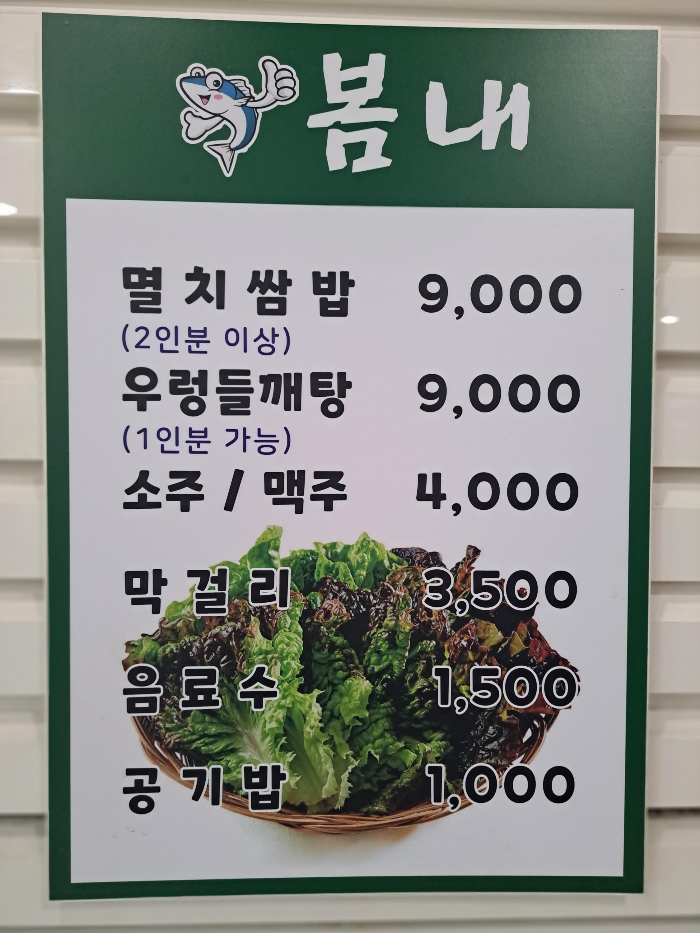 봄내
멸치쌈밥 9,000
(2인분 이상)
우렁들깨탕 9,000
(1인분 가능)
소주 / 맥주 4,000
막걸리 3,500
음료수 1,500
공기밥 1,000